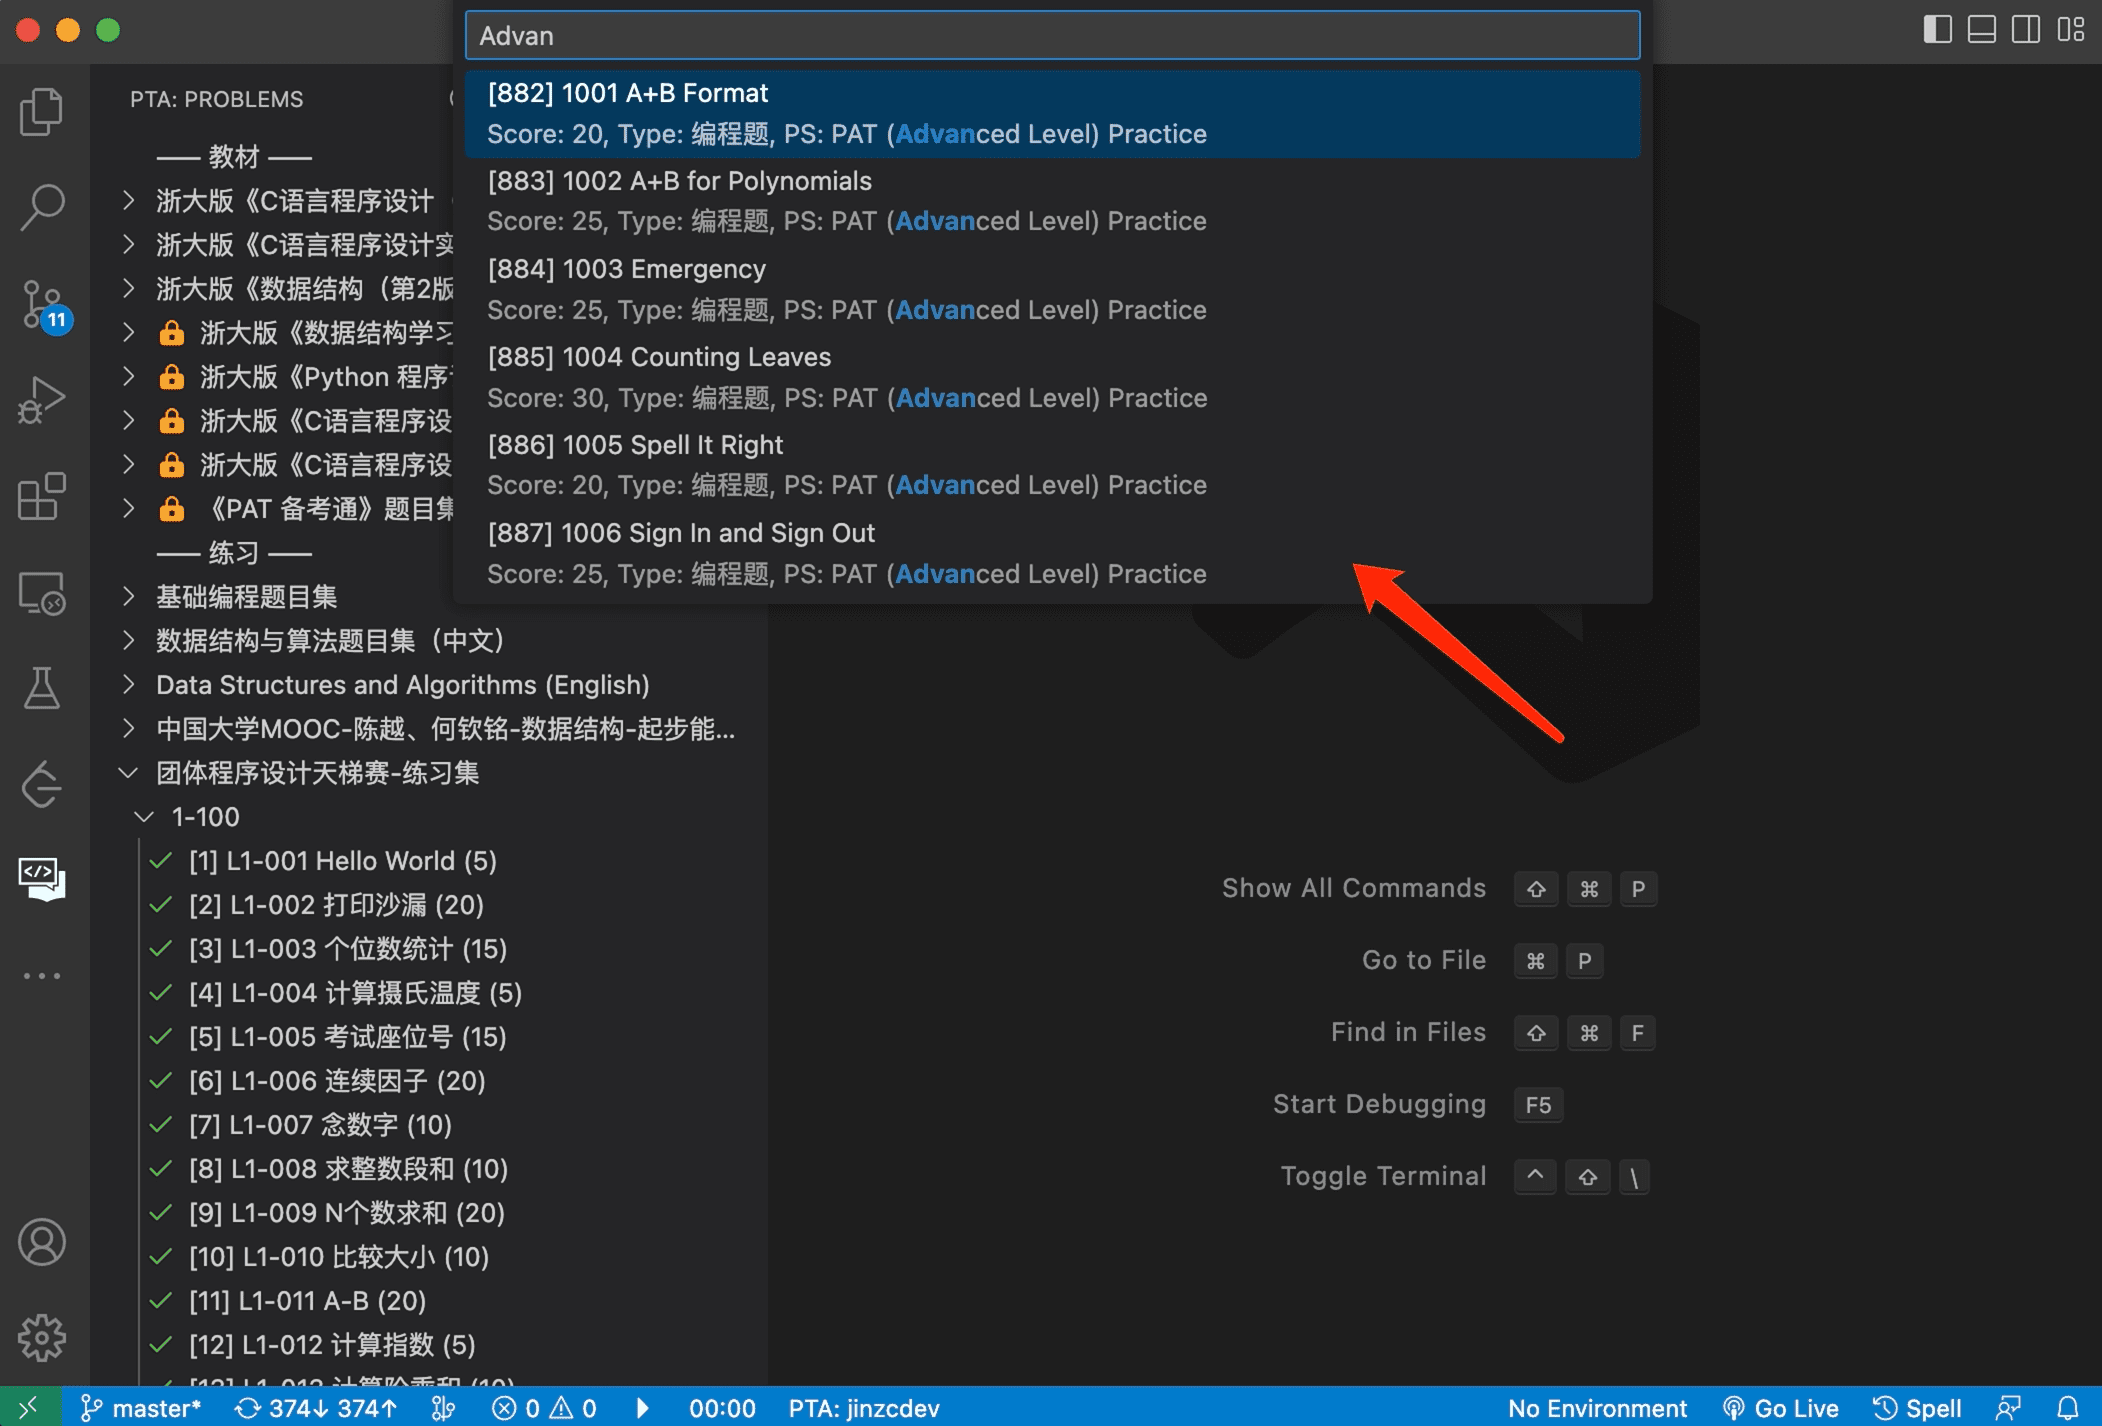 Advan
[882] 1001 A+B Format
Score: 20, Type: 编程题, PS: PAT (Advanced Level) Practice
[883] 1002 A+B for Polynomials
Score: 25, Type: 编程题, PS: PAT (Advanced Level) Practice
[884] 1003 Emergency
Score: 25, Type: 编程题, PS: PAT (Advanced Level) Practice
[885] 1004 Counting Leaves
Score: 30, Type: 编程题, PS: PAT (Advanced Level) Practice
[886] 1005 Spell It Right
Score: 20, Type: 编程题, PS: PAT (Advanced Level) Practice
[887] 1006 Sign In and Sign Out
Score: 25, Type: 编程题, PS: PAT (Advanced Level) Practice
PTA: PROBLEMS
—— 教材 ——
浙大版《C语言程序设计
浙大版《C语言程序设计实
浙大版《数据结构（第2版
浙大版《数据结构学习
浙大版《Python 程序
浙大版《C语言程序设
浙大版《C语言程序设
《PAT 备考通》题目集
—— 练习 ——
基础编程题目集
数据结构与算法题目集（中文）
Data Structures and Algorithms (English)
中国大学MOOC-陈越、何钦铭-数据结构-起步能...
团体程序设计天梯赛-练习集
1-100
[1] L1-001 Hello World (5)
[2] L1-002 打印沙漏 (20)
[3] L1-003 个位数统计 (15)
[4] L1-004 计算摄氏温度 (5)
[5] L1-005 考试座位号 (15)
[6] L1-006 连续因子 (20)
[7] L1-007 念数字 (10)
[8] L1-008 求整数段和 (10)
[9] L1-009 N个数求和 (20)
[10] L1-010 比较大小 (10)
[11] L1-011 A-B (20)
[12] L1-012 计算指数 (5)
[13] L1-013 计算阶乘和 (10)
11
Show All Commands ⇧ ⌘ P
Go to File ⌘ P
Find in Files ⇧ ⌘ F
Start Debugging F5
Toggle Terminal ^ ⇧ \
master* 374↓ 374↑ 0 0 00:00 PTA: jinzcdev No Environment Go Live Spell